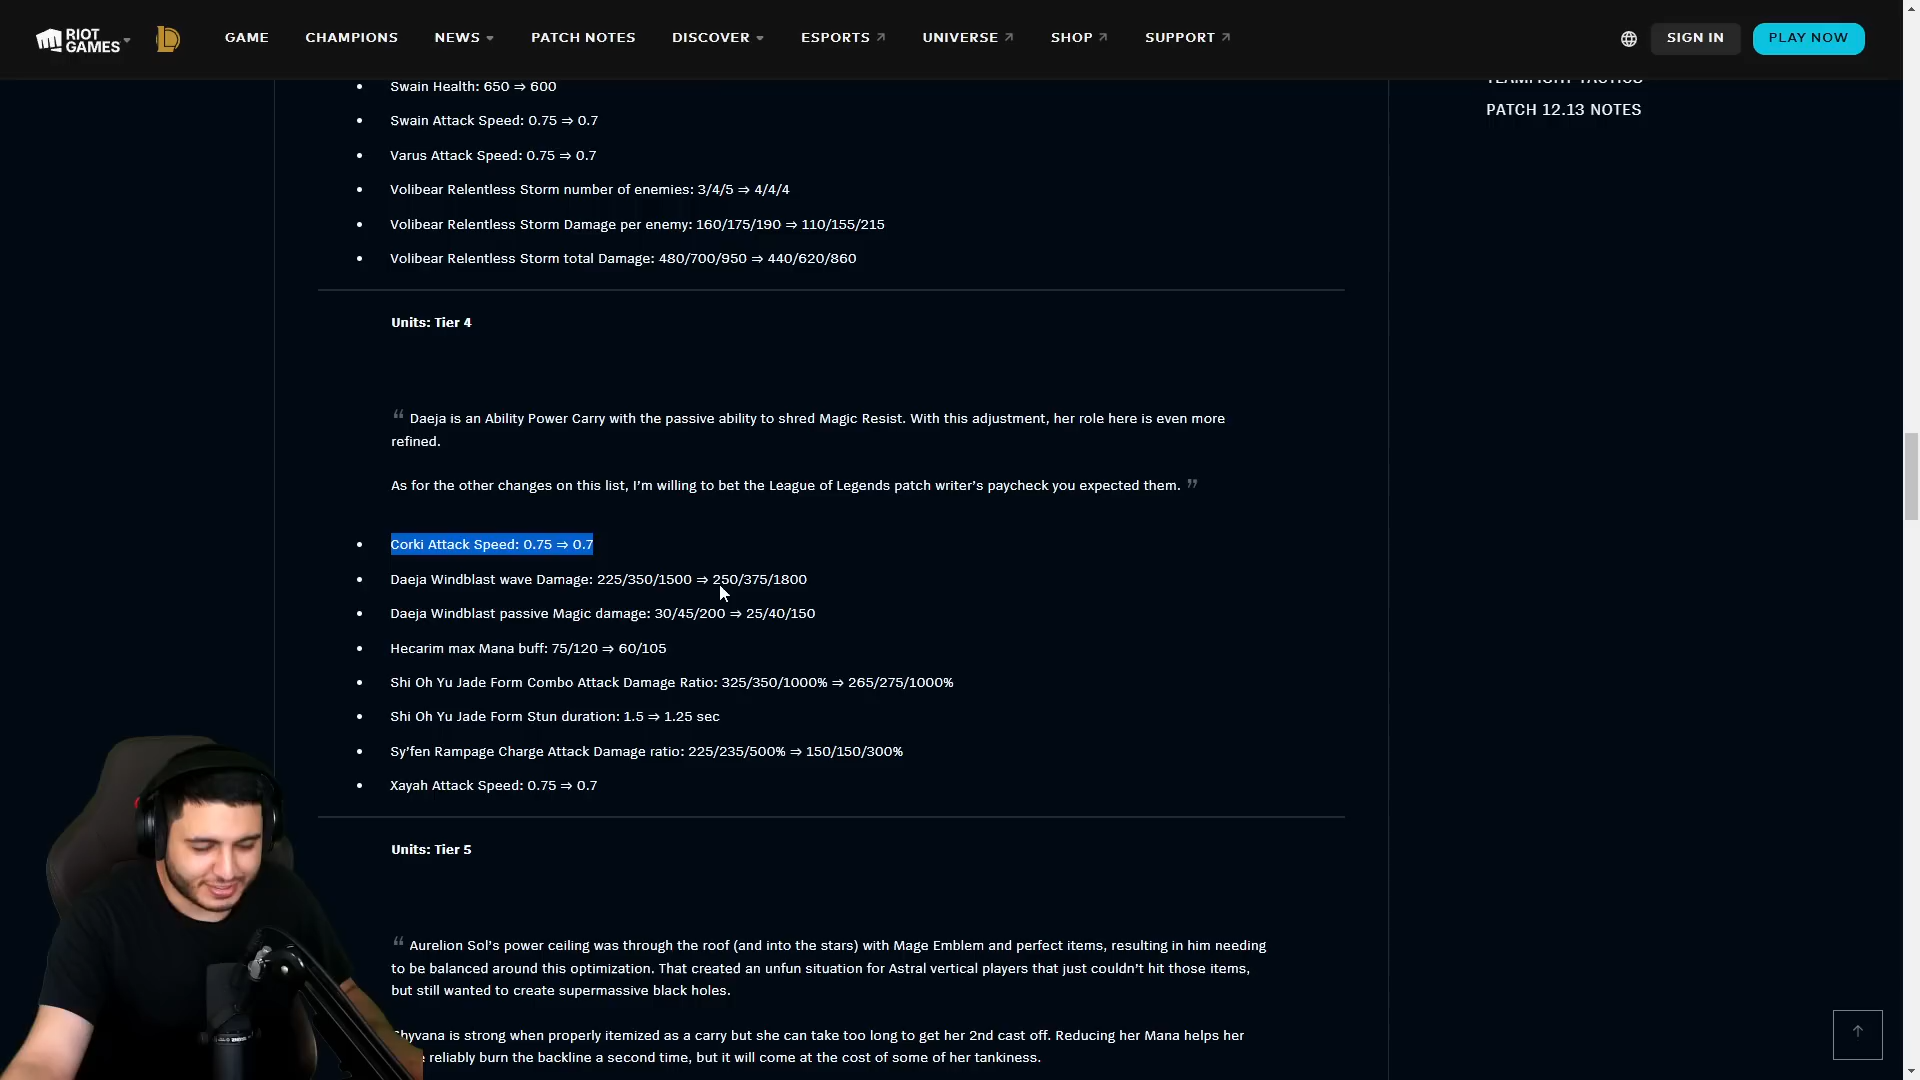 RIOT GAMES
GAME
CHAMPIONS
NEWS
PATCH NOTES
DISCOVER
ESPORTS
UNIVERSE
SHOP
SUPPORT
SIGN IN
PLAY NOW
TEAMFIGHT TACTICS
PATCH 12.13 NOTES
• Swain Health: 650 ⇒ 600
• Swain Attack Speed: 0.75 ⇒ 0.7
• Varus Attack Speed: 0.75 ⇒ 0.7
• Volibear Relentless Storm number of enemies: 3/4/5 ⇒ 4/4/4
• Volibear Relentless Storm Damage per enemy: 160/175/190 ⇒ 110/155/215
• Volibear Relentless Storm total Damage: 480/700/950 ⇒ 440/620/860
Units: Tier 4
“ Daeja is an Ability Power Carry with the passive ability to shred Magic Resist. With this adjustment, her role here is even more
refined.
As for the other changes on this list, I’m willing to bet the League of Legends patch writer’s paycheck you expected them. ”
• Corki Attack Speed: 0.75 ⇒ 0.7
• Daeja Windblast wave Damage: 225/350/1500 ⇒ 250/375/1800
• Daeja Windblast passive Magic damage: 30/45/200 ⇒ 25/40/150
• Hecarim max Mana buff: 75/120 ⇒ 60/105
• Shi Oh Yu Jade Form Combo Attack Damage Ratio: 325/350/1000% ⇒ 265/275/1000%
• Shi Oh Yu Jade Form Stun duration: 1.5 ⇒ 1.25 sec
• Sy’fen Rampage Charge Attack Damage ratio: 225/235/500% ⇒ 150/150/300%
• Xayah Attack Speed: 0.75 ⇒ 0.7
Units: Tier 5
“ Aurelion Sol’s power ceiling was through the roof (and into the stars) with Mage Emblem and perfect items, resulting in him needing
to be balanced around this optimization. That created an unfun situation for Astral vertical players that just couldn’t hit those items,
but still wanted to create supermassive black holes.
Shyvana is strong when properly itemized as a carry but she can take too long to get her 2nd cast off. Reducing her Mana helps her
reliably burn the backline a second time, but it will come at the cost of some of her tankiness.